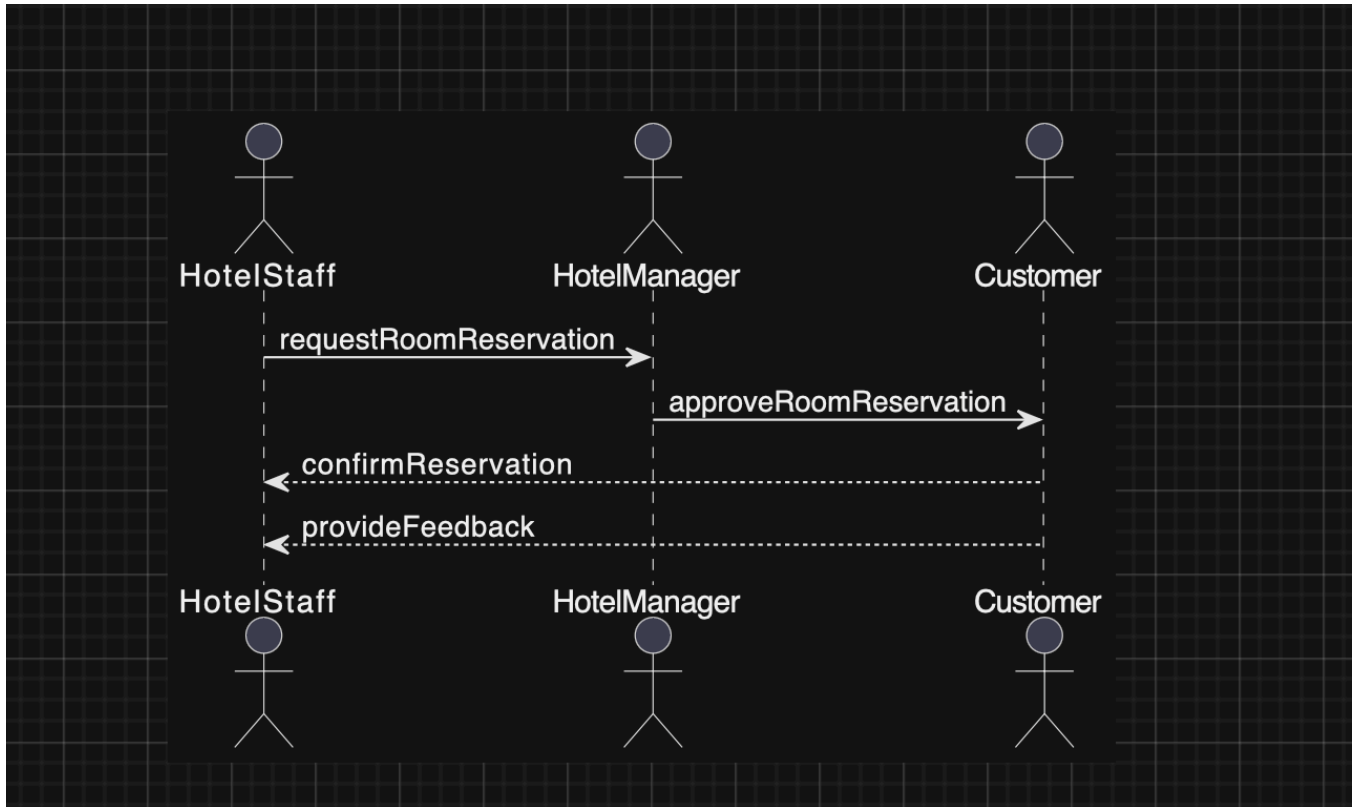 HotelStaff
HotelManager
Customer
requestRoomReservation
approveRoomReservation
confirmReservation
provideFeedback
HotelStaff
HotelManager
Customer